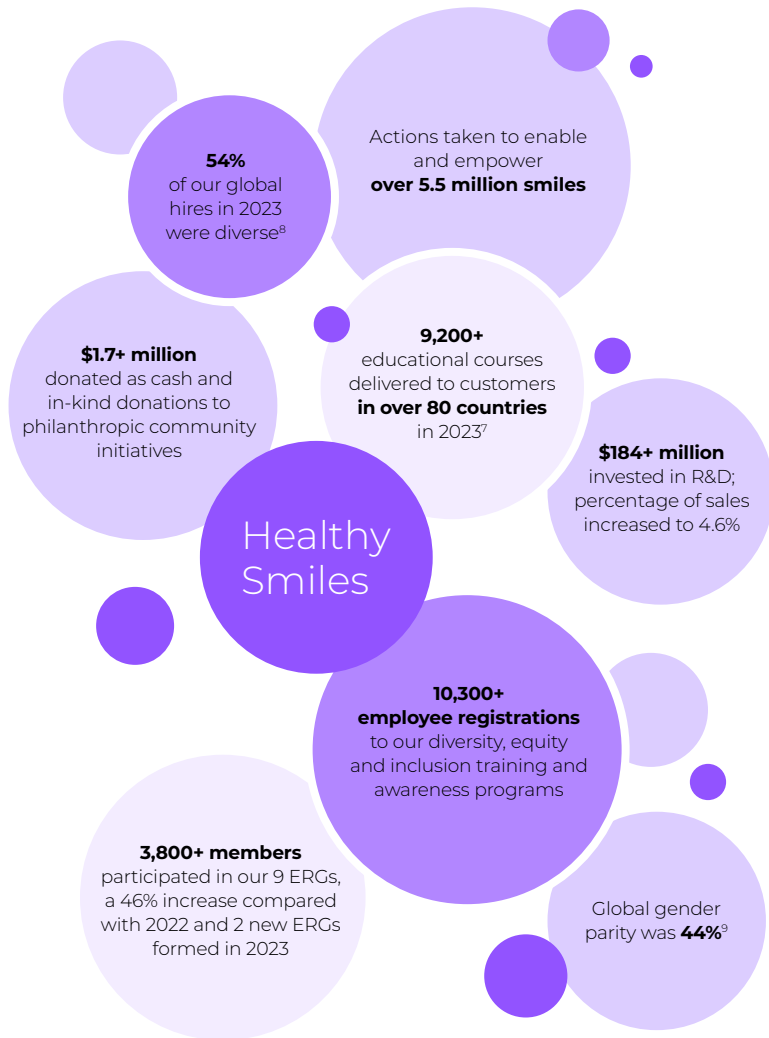 Actions taken to enable
and empower
over 5.5 million smiles
54%
of our global
hires in 2023
were diverse⁸
9,200+
educational courses
delivered to customers
in over 80 countries
in 2023⁷
$1.7+ million
donated as cash and
in-kind donations to
philanthropic community
initiatives
$184+ million
invested in R&D;
percentage of sales
increased to 4.6%
Healthy
Smiles
10,300+
employee registrations
to our diversity, equity
and inclusion training and
awareness programs
3,800+ members
participated in our 9 ERGs,
a 46% increase compared
with 2022 and 2 new ERGs
formed in 2023
Global gender
parity was 44%⁹